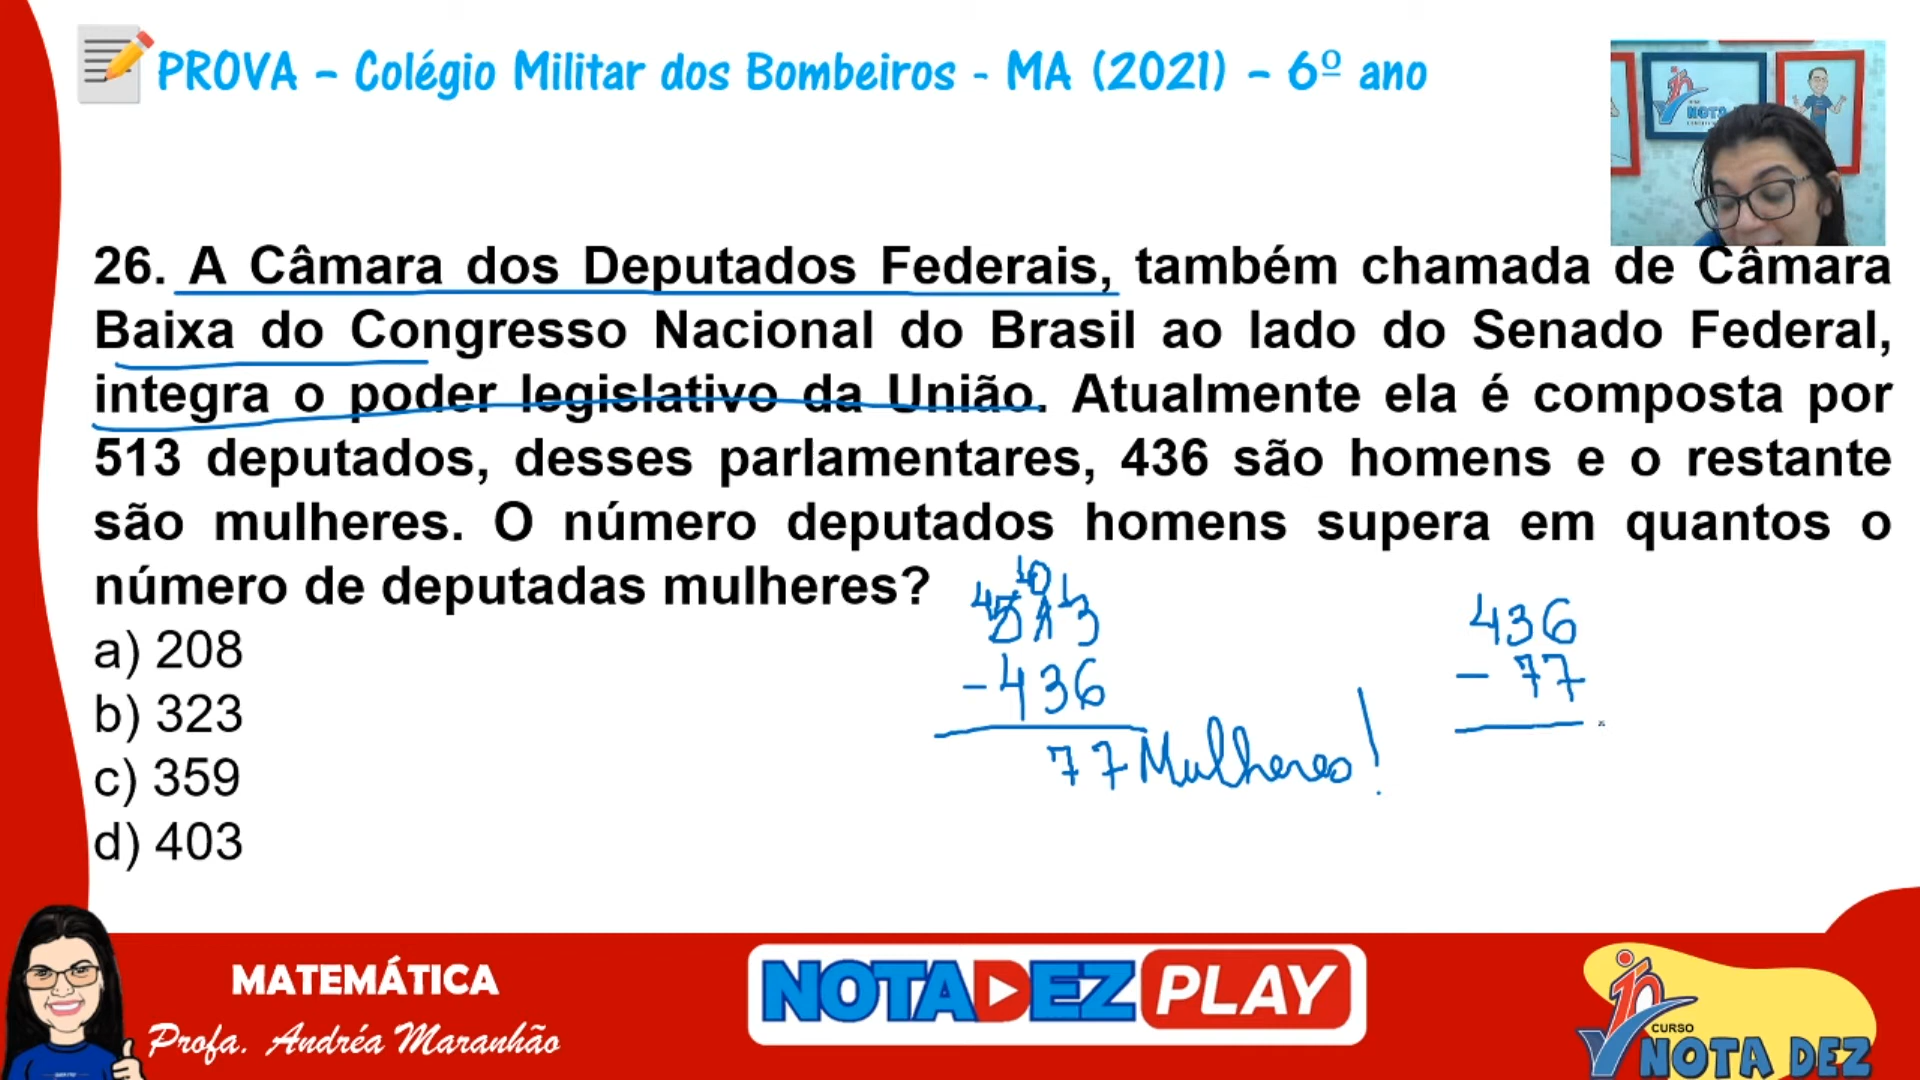 PROVA – Colégio Militar dos Bombeiros - MA (2021) – 6º ano
NOTA
26. A Câmara dos Deputados Federais, também chamada de Câmara
Baixa do Congresso Nacional do Brasil ao lado do Senado Federal,
integra o poder legislativo da União. Atualmente ela é composta por
513 deputados, desses parlamentares, 436 são homens e o restante
são mulheres. O número deputados homens supera em quantos o
número de deputadas mulheres?
a) 208
b) 323
c) 359
d) 403
4 10 1
513
- 436
77 Mulheres!
436
- 77
MATEMÁTICA
Profa. Andréa Maranhão
NOTADEZ PLAY
CURSO
NOTA DEZ